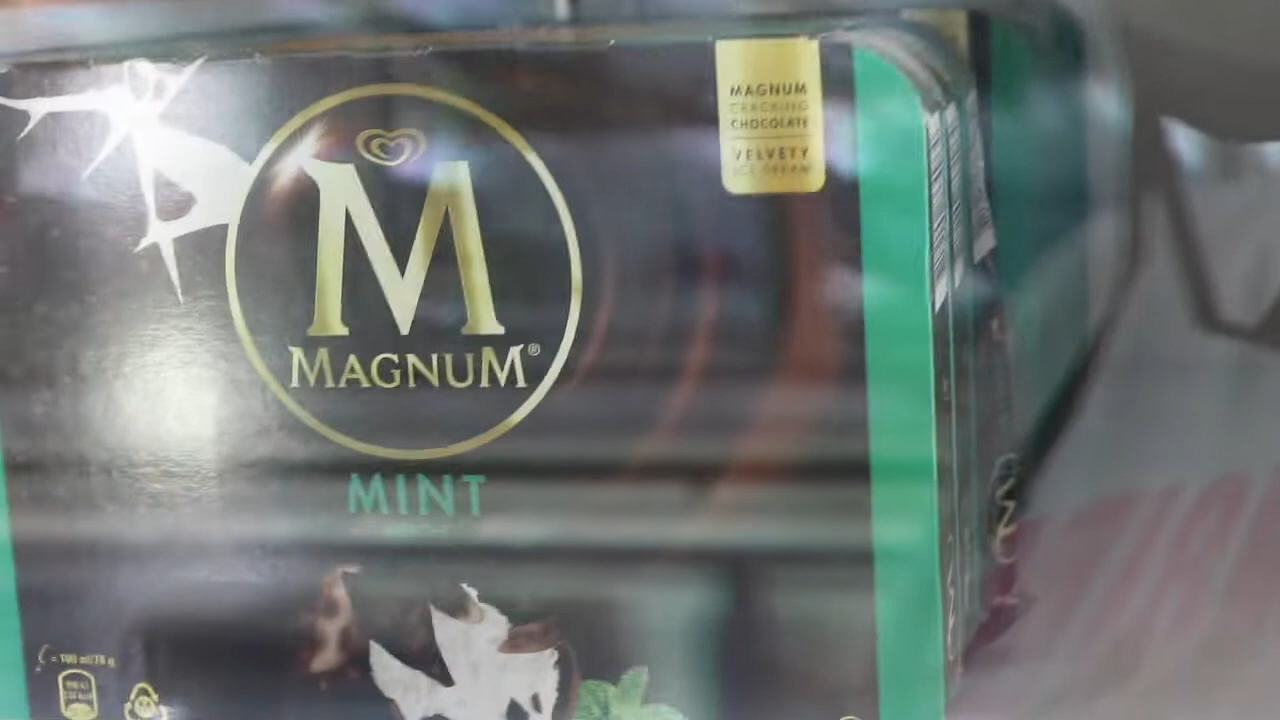 MAGNUM
CRACKING
CHOCOLATE
VELVETY
ICE CREAM
M
MAGNUM®
MINT